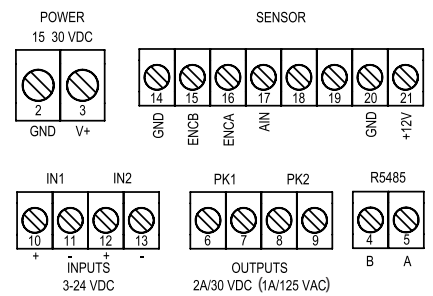 POWER
15 30 VDC
2 3
GND V+
SENSOR
14 15 16 17 18 19 20 21
GND ENCB ENCA AIN GND +12V
IN1 IN2
10 11 12 13
+ - + -
INPUTS
3-24 VDC
PK1 PK2
6 7 8 9
OUTPUTS
2A/30 VDC (1A/125 VAC)
R5485
4 5
B A